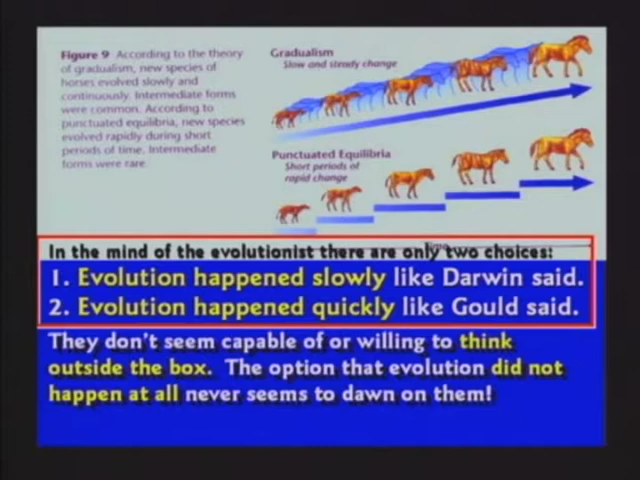 Figure 9 According to the theory
of gradualism, new species of
horses evolved slowly and
continuously. Intermediate forms
were common. According to
punctuated equilibria, new species
evolved rapidly during short
periods of time. Intermediate
forms were rare.
Gradualism
Slow and steady change
Punctuated Equilibria
Short periods of
rapid change
In the mind of the evolutionist there are only two choices:
1. Evolution happened slowly like Darwin said.
2. Evolution happened quickly like Gould said.
They don't seem capable of or willing to think
outside the box. The option that evolution did not
happen at all never seems to dawn on them!